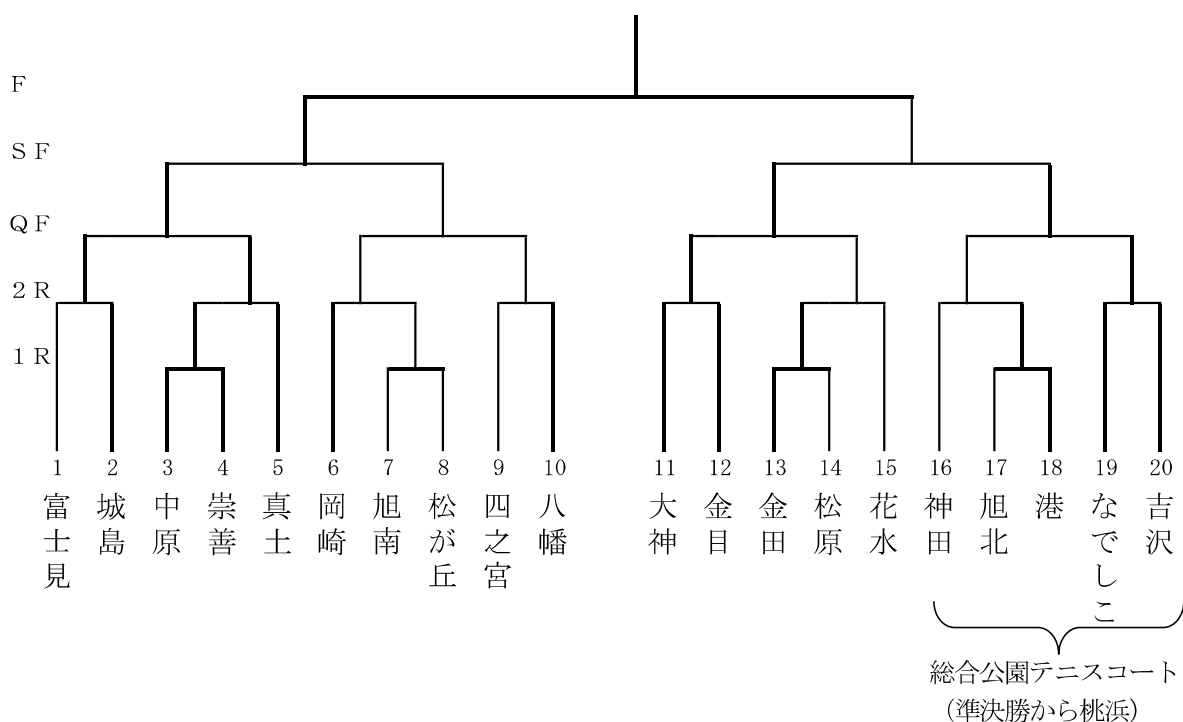 F
SF
QF
2R
1R
1 2 3 4 5 6 7 8 9 10 11 12 13 14 15 16 17 18 19 20
富士見
城島
中原
崇善
真土
岡崎
旭南
松が丘
四之宮
八幡
大神
金目
金田
松原
花水
神田
旭北
港
なでしこ
吉沢
総合公園テニスコート
(準決勝から桃浜)